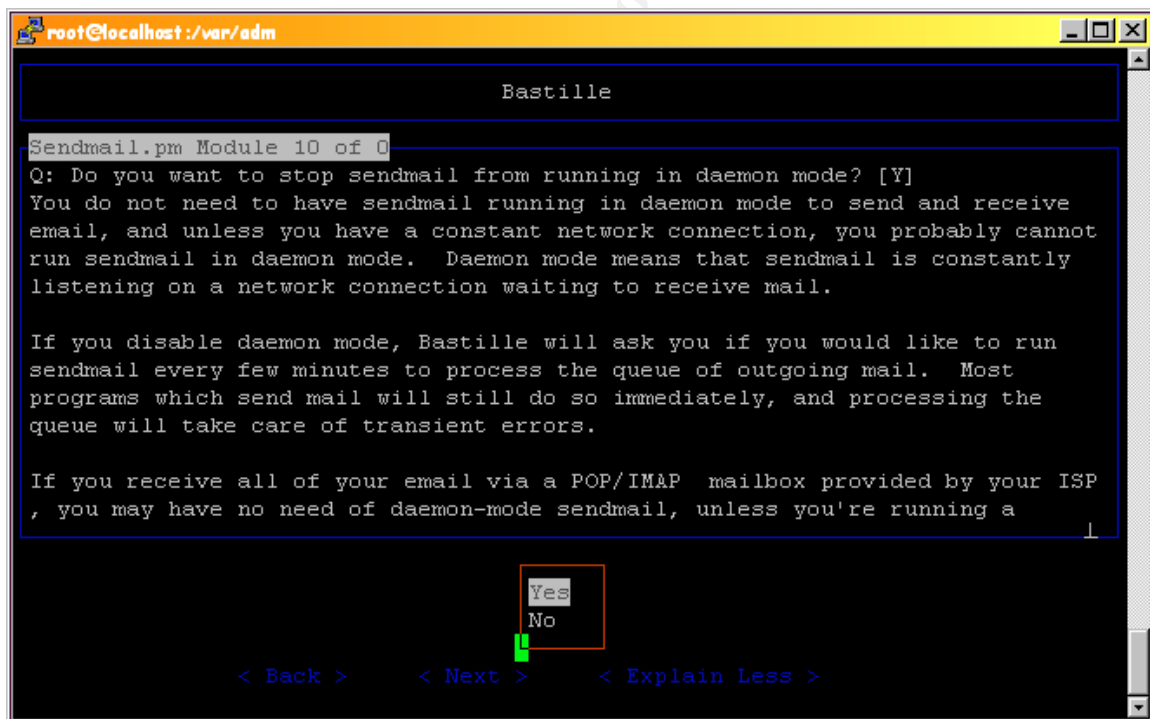 root@localhost:/var/adm
Bastille
Sendmail.pm Module 10 of 0
Q: Do you want to stop sendmail from running in daemon mode? [Y]
You do not need to have sendmail running in daemon mode to send and receive
email, and unless you have a constant network connection, you probably cannot
run sendmail in daemon mode.  Daemon mode means that sendmail is constantly
listening on a network connection waiting to receive mail.
If you disable daemon mode, Bastille will ask you if you would like to run
sendmail every few minutes to process the queue of outgoing mail.  Most
programs which send mail will still do so immediately, and processing the
queue will take care of transient errors.
If you receive all of your email via a POP/IMAP  mailbox provided by your ISP
, you may have no need of daemon-mode sendmail, unless you're running a
Yes
No
< Back > < Next > < Explain Less >